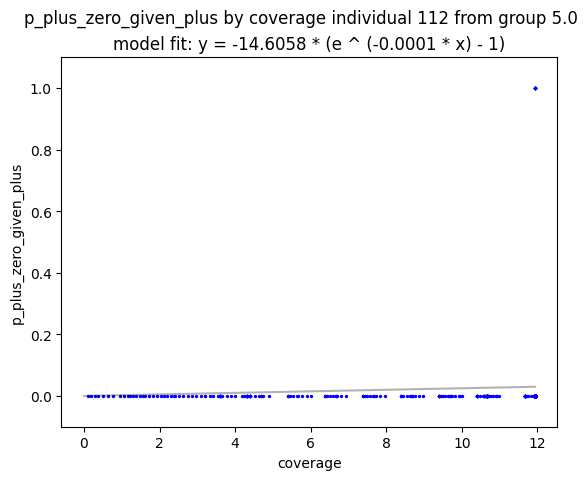 p_plus_zero_given_plus by coverage individual 112 from group 5.0
model fit: y = -14.6058 * (e ^ (-0.0001 * x) - 1)
1.0
0.8
0.6
0.4
0.2
0.0
p_plus_zero_given_plus
0 2 4 6 8 10 12
coverage